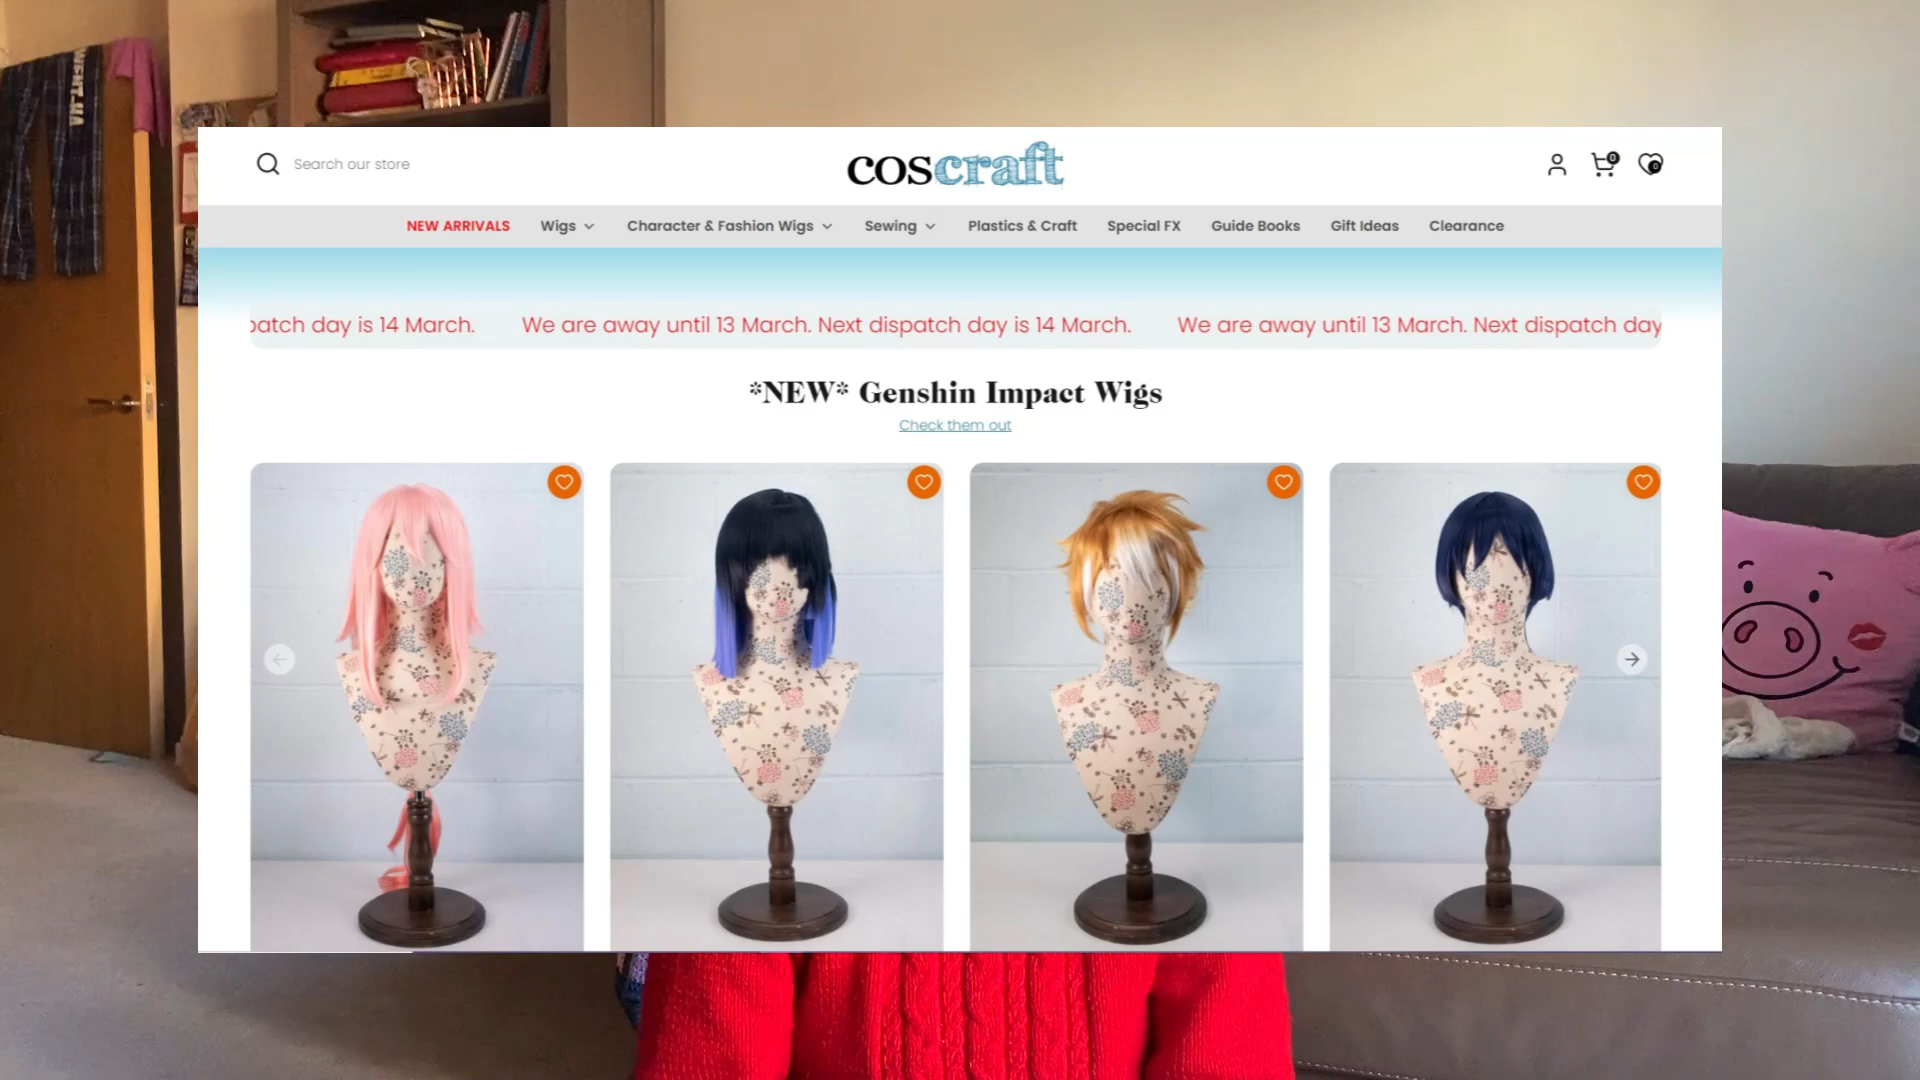 Search our store
coscraft
0
0
NEW ARRIVALS
Wigs
Character & Fashion Wigs
Sewing
Plastics & Craft
Special FX
Guide Books
Gift Ideas
Clearance
patch day is 14 March. We are away until 13 March. Next dispatch day is 14 March. We are away until 13 March. Next dispatch day
*NEW* Genshin Impact Wigs
Check them out